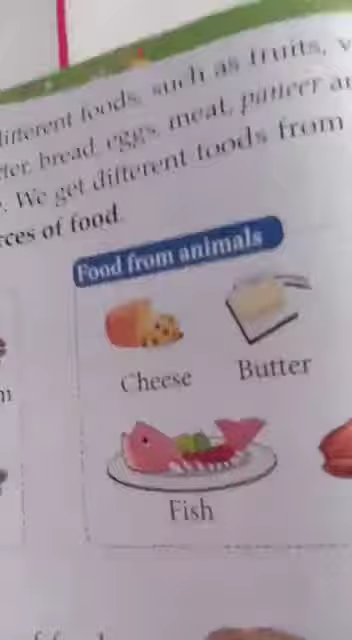 different foods, such as fruits,
bread, eggs, meat, paneer
We get different foods from
of food.
Food from animals
Cheese Butter
Fish